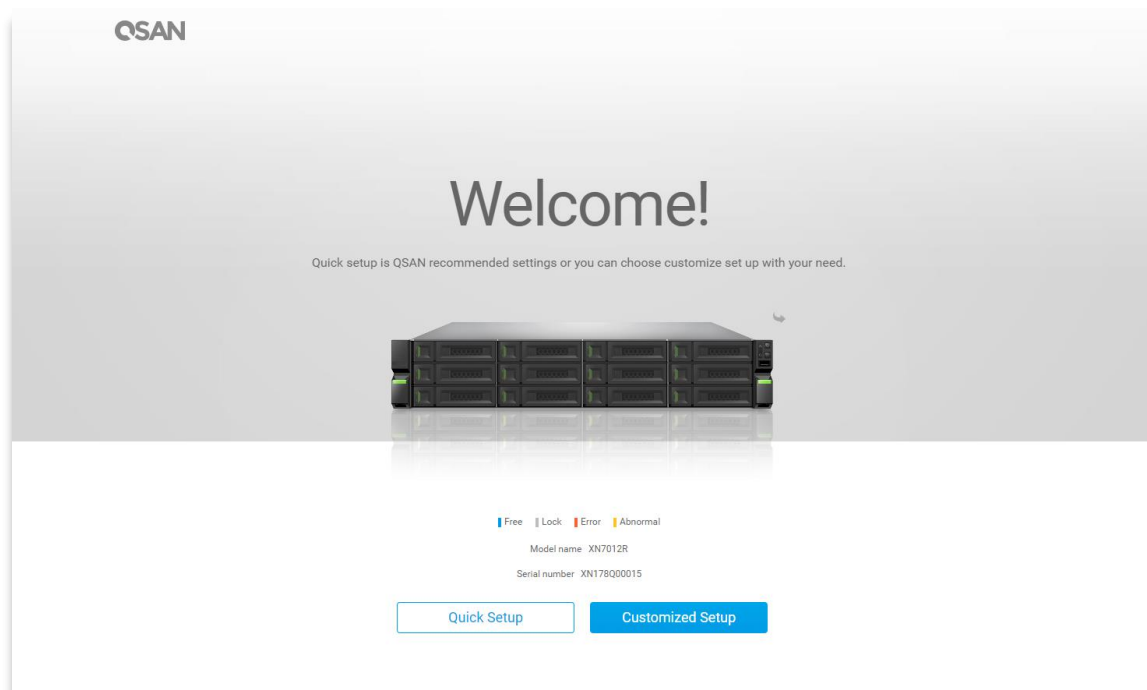 QSAN
Welcome!
Quick setup is QSAN recommended settings or you can choose customize set up with your need.
Free Lock Error Abnormal
Model name XN7012R
Serial number XN178Q00015
Quick Setup Customized Setup